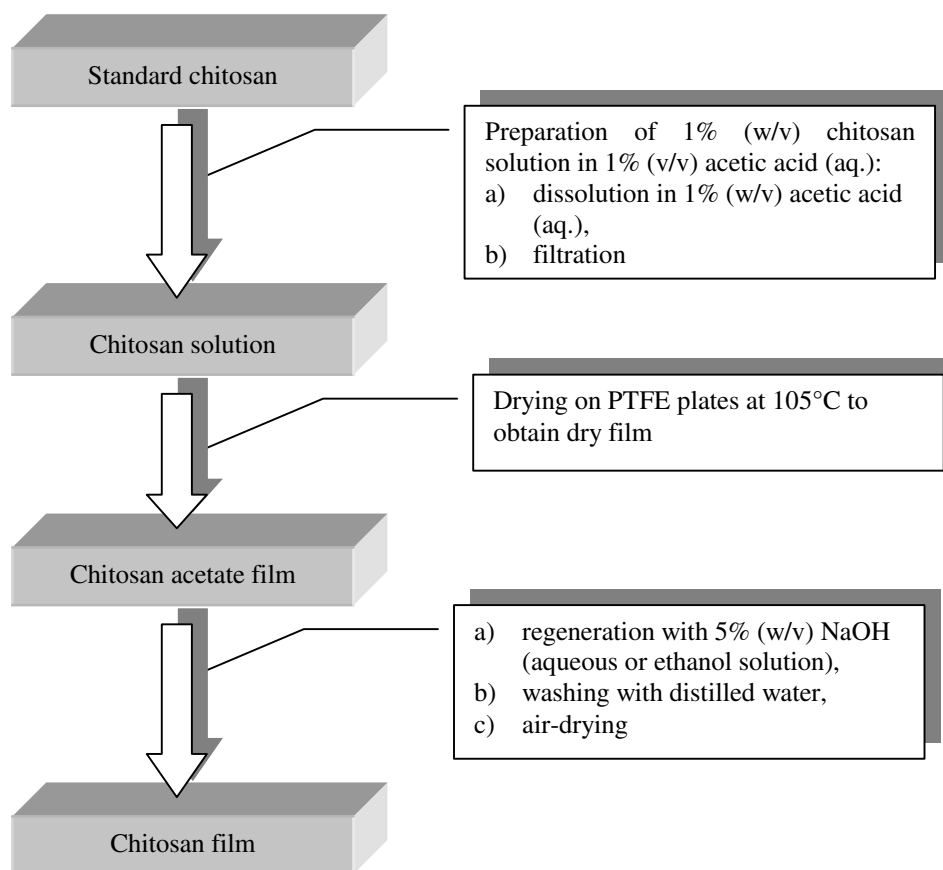 Standard chitosan
Preparation of 1% (w/v) chitosan
solution in 1% (v/v) acetic acid (aq.):
a) dissolution in 1% (w/v) acetic acid
(aq.),
b) filtration
Chitosan solution
Drying on PTFE plates at 105°C to
obtain dry film
Chitosan acetate film
a) regeneration with 5% (w/v) NaOH
(aqueous or ethanol solution),
b) washing with distilled water,
c) air-drying
Chitosan film